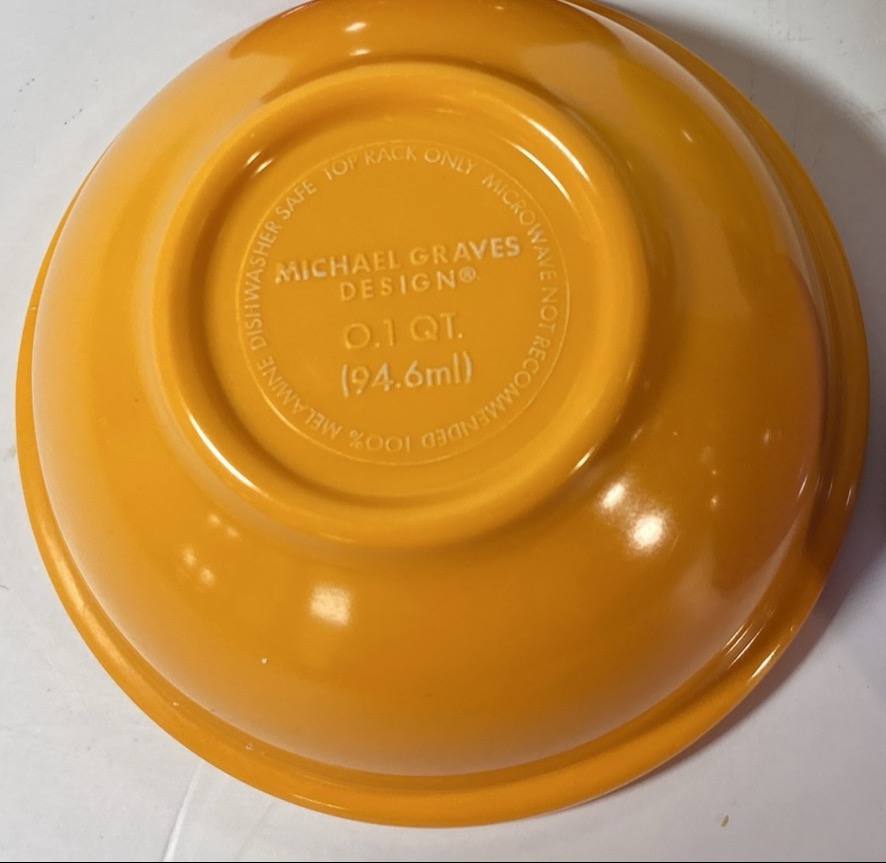 MICHAEL GRAVES
DESIGN®
0.1 QT.
(94.6ml)
100% MELAMINE DISHWASHER SAFE TOP RACK ONLY MICROWAVE NOT RECOMMENDED